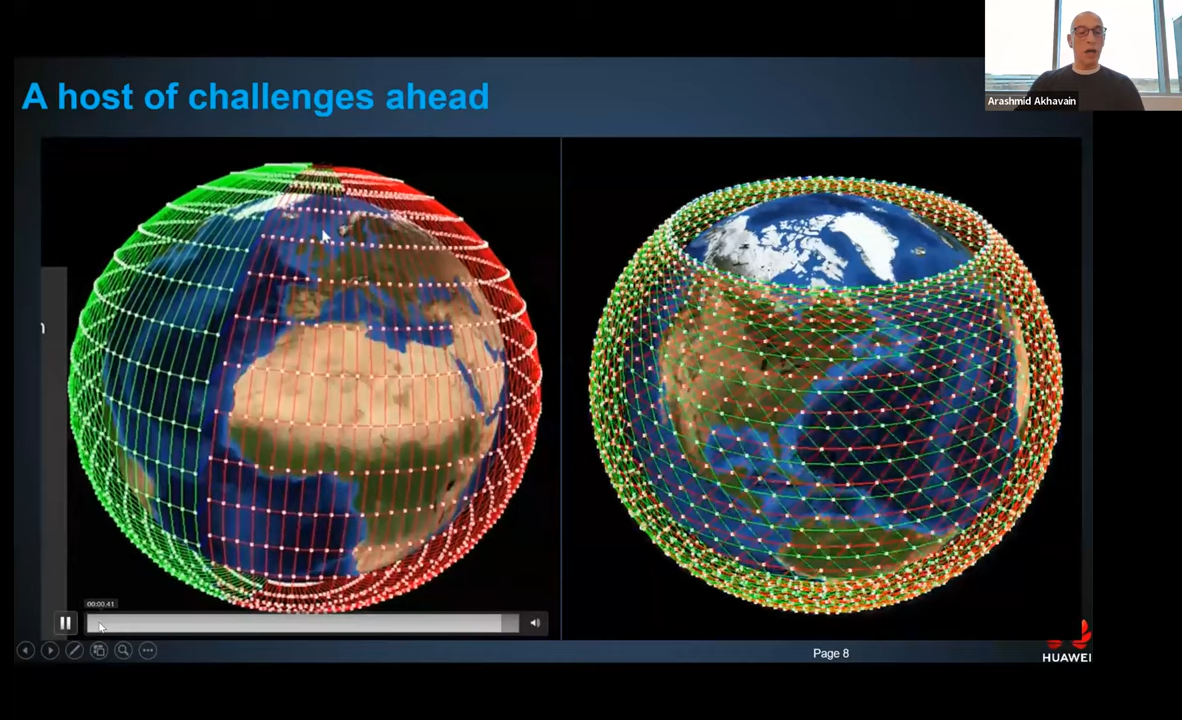 A host of challenges ahead
Arashmid Akhavain
n
00:00.41
Page 8
HUAWEI